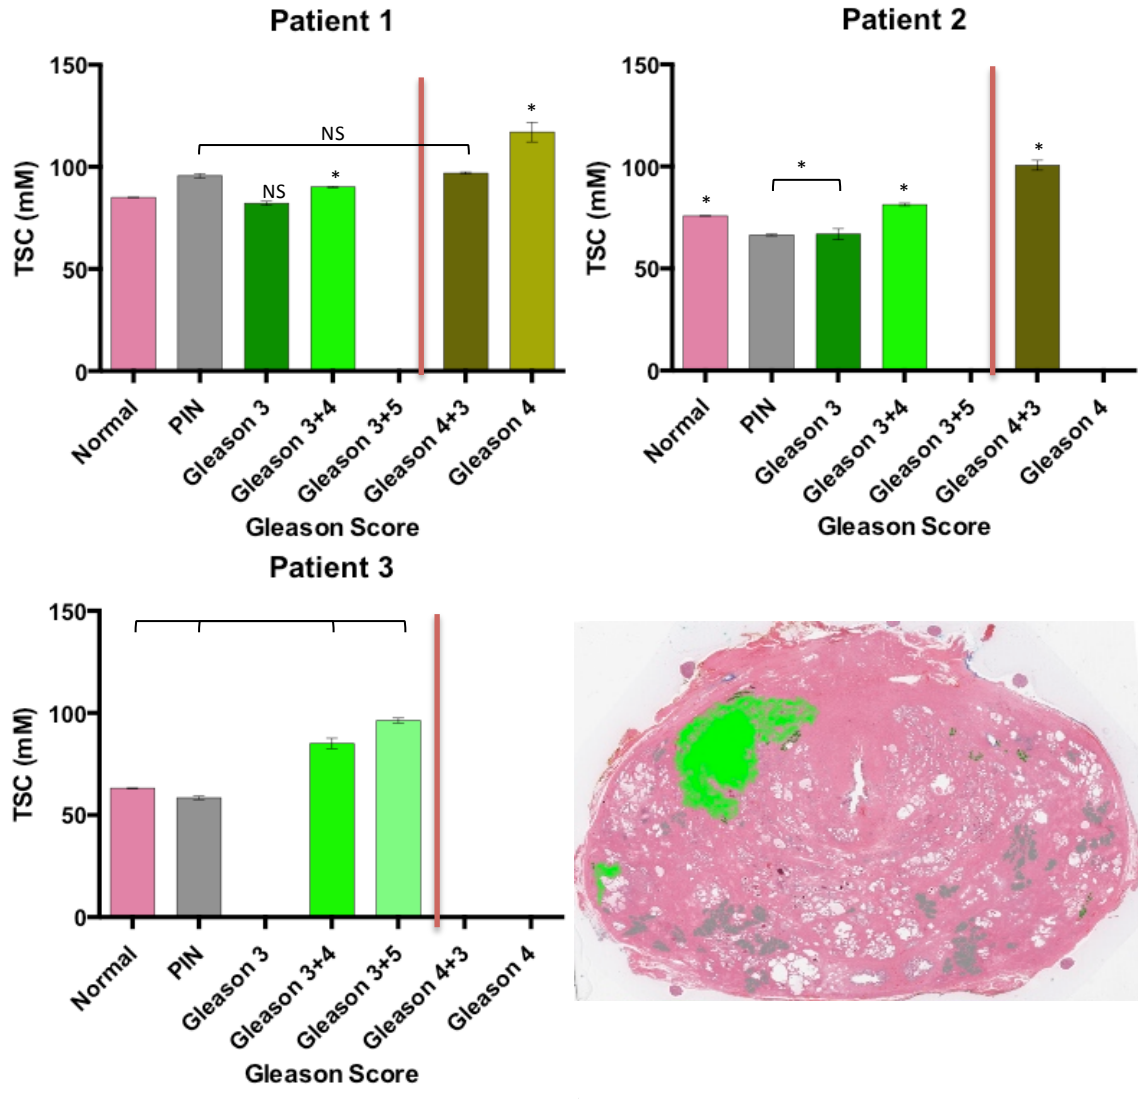 Patient 1
150
100
50
0
TSC (mM)
NS
NS
*
*
Normal
PIN
Gleason 3
Gleason 3+4
Gleason 3+5
Gleason 4+3
Gleason 4
Gleason Score
Patient 2
150
100
50
0
TSC (mM)
*
*
*
*
Normal
PIN
Gleason 3
Gleason 3+4
Gleason 3+5
Gleason 4+3
Gleason 4
Gleason Score
Patient 3
150
100
50
0
TSC (mM)
Normal
PIN
Gleason 3
Gleason 3+4
Gleason 3+5
Gleason 4+3
Gleason 4
Gleason Score